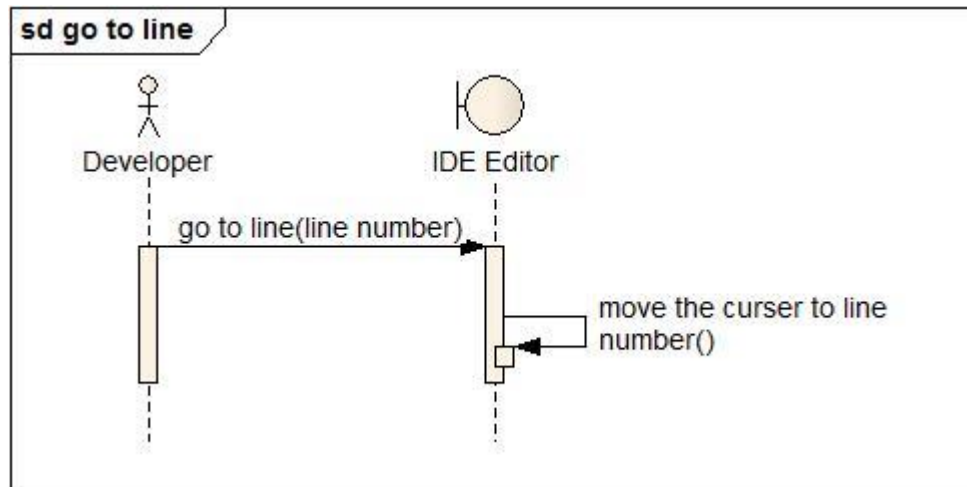 sd go to line
Developer
IDE Editor
go to line(line number)
move the curser to line
number()